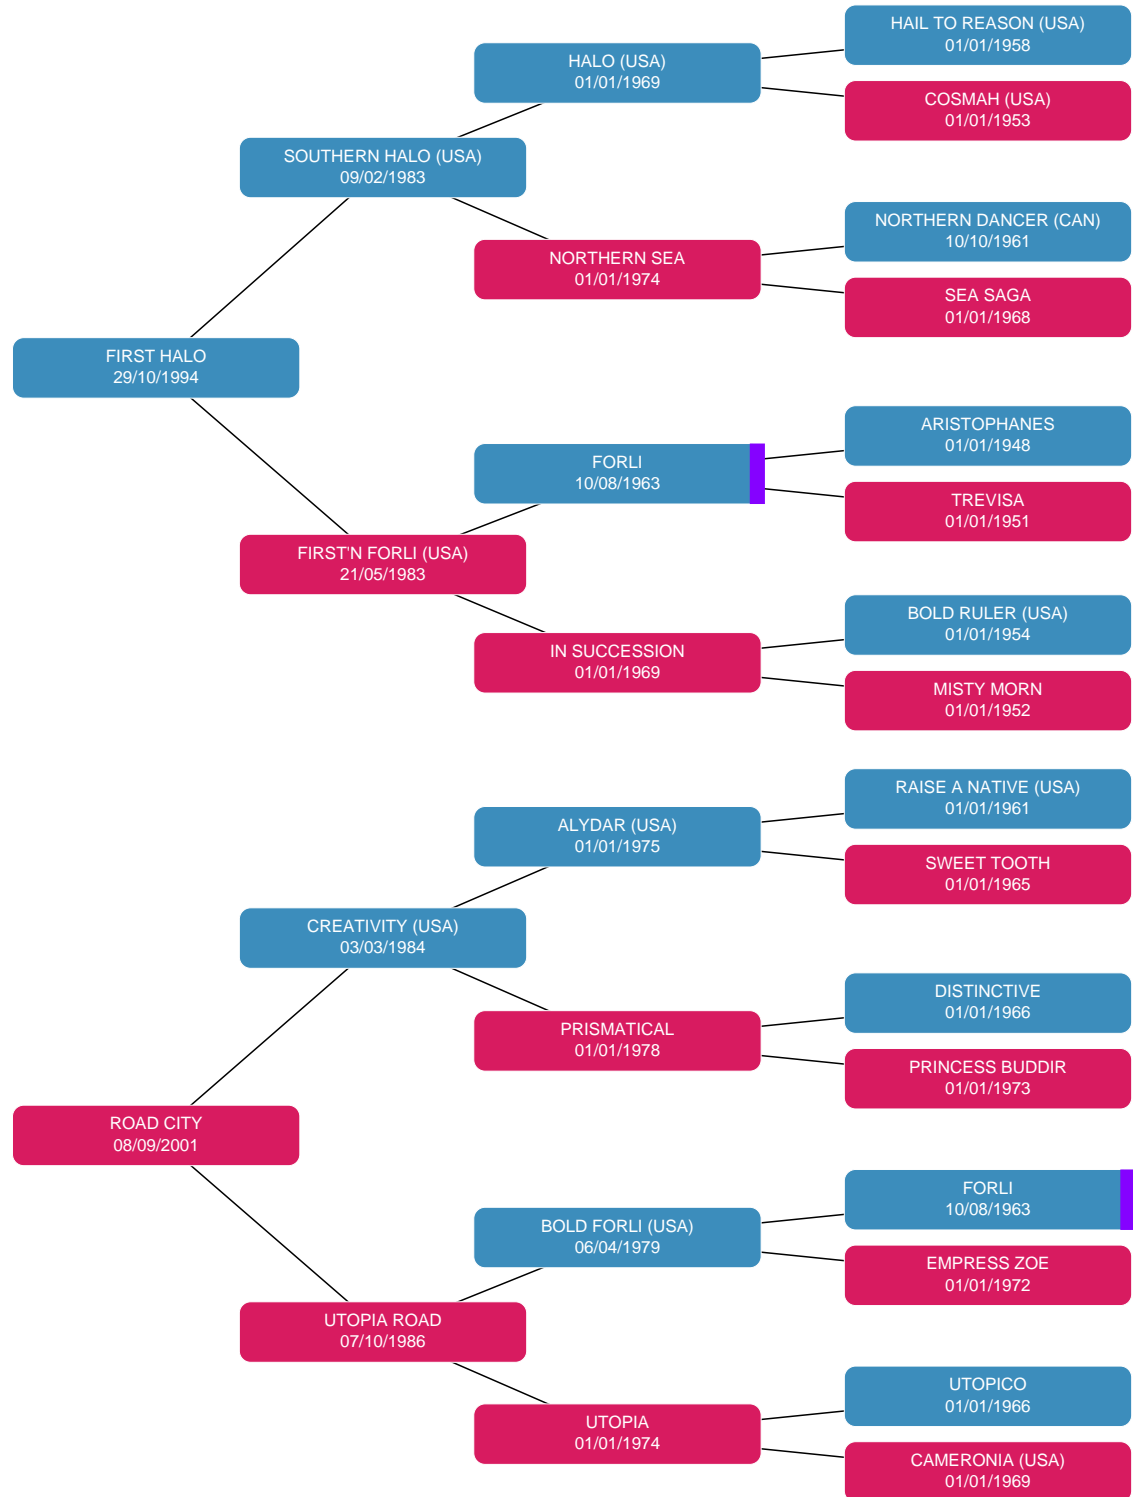 HAIL TO REASON (USA)
01/01/1958
HALO (USA)
01/01/1969
COSMAH (USA)
01/01/1953
SOUTHERN HALO (USA)
09/02/1983
NORTHERN DANCER (CAN)
10/10/1961
NORTHERN SEA
01/01/1974
SEA SAGA
01/01/1968
FIRST HALO
29/10/1994
ARISTOPHANES
01/01/1948
FORLI
10/08/1963
TREVISA
01/01/1951
FIRST'N FORLI (USA)
21/05/1983
BOLD RULER (USA)
01/01/1954
IN SUCCESSION
01/01/1969
MISTY MORN
01/01/1952
RAISE A NATIVE (USA)
01/01/1961
ALYDAR (USA)
01/01/1975
SWEET TOOTH
01/01/1965
CREATIVITY (USA)
03/03/1984
DISTINCTIVE
01/01/1966
PRISMATICAL
01/01/1978
PRINCESS BUDDIR
01/01/1973
ROAD CITY
08/09/2001
FORLI
10/08/1963
BOLD FORLI (USA)
06/04/1979
EMPRESS ZOE
01/01/1972
UTOPIA ROAD
07/10/1986
UTOPICO
01/01/1966
UTOPIA
01/01/1974
CAMERONIA (USA)
01/01/1969